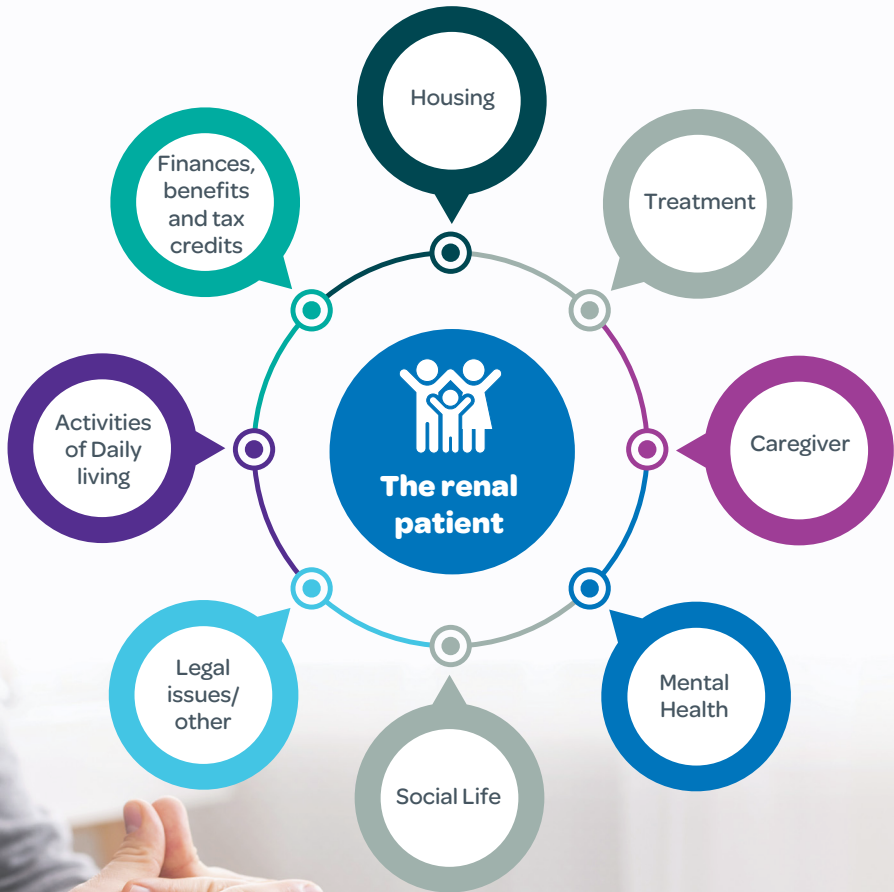 Housing
Treatment
Caregiver
Mental
Health
Social Life
Legal
issues/
other
Activities
of Daily
living
Finances,
benefits
and tax
credits
The renal
patient